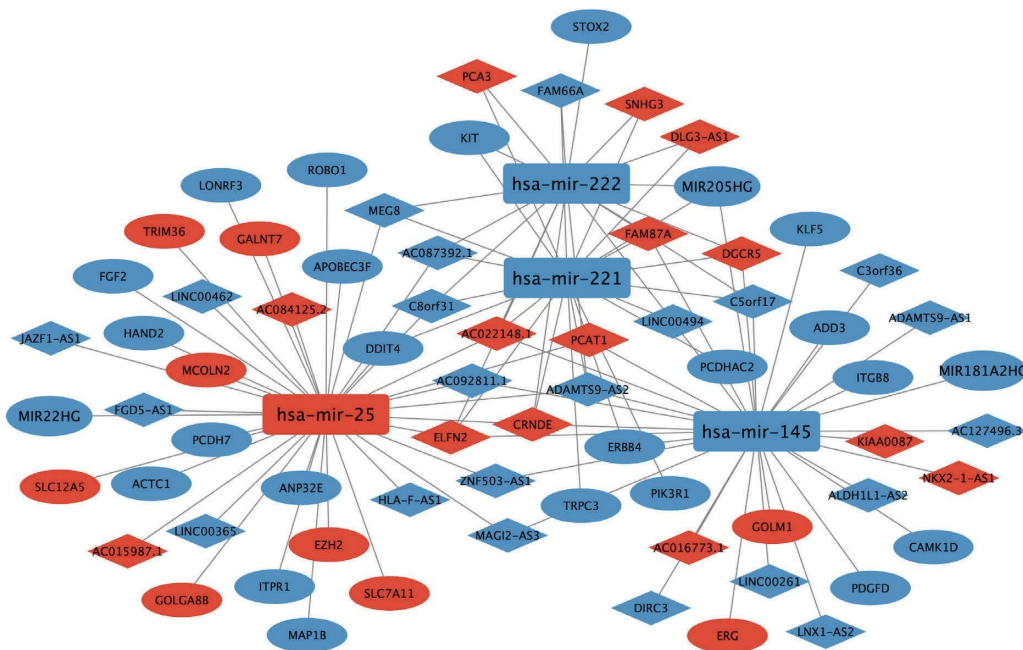 STOX2
PCA3
FAM66A
SNHG3
DLG3-AS1
KIT
ROBO1
LONRF3
hsa-mir-222
MIR205HG
MEG8
TRIM36
GALNT7
FAM87A
KLF5
AC087392.1
DGCR5
APOBEC3F
C3orf36
FGF2
hsa-mir-221
LINC00462
C8orf31
C5orf17
AC084125.2
ADAMTS9-AS1
LINC00494
ADD3
HAND2
AC022148.1
JAZF1-AS1
PCAT1
DDIT4
PCDHAC2
MCOLN2
AC092811.1
ADAMTS9-AS2
ITGB8
MIR181A2HG
FGD5-AS1
MIR22HG
hsa-mir-25
CRNDE
hsa-mir-145
ELFN2
AC127496.3
PCDH7
KIAA0087
ERBB4
NKX2-1-AS1
SLC12A5
ACTC1
ANP32E
HLA-F-AS1
ZNF503-AS1
PIK3R1
ALDH1L1-AS2
TRPC3
LINC00365
MAGI2-AS3
GOLM1
AC015987.1
EZH2
AC016773.1
CAMK1D
LINC00261
ITPR1
PDGFD
GOLGA8B
SLC7A11
DIRC3
MAP1B
ERG
LNX1-AS2